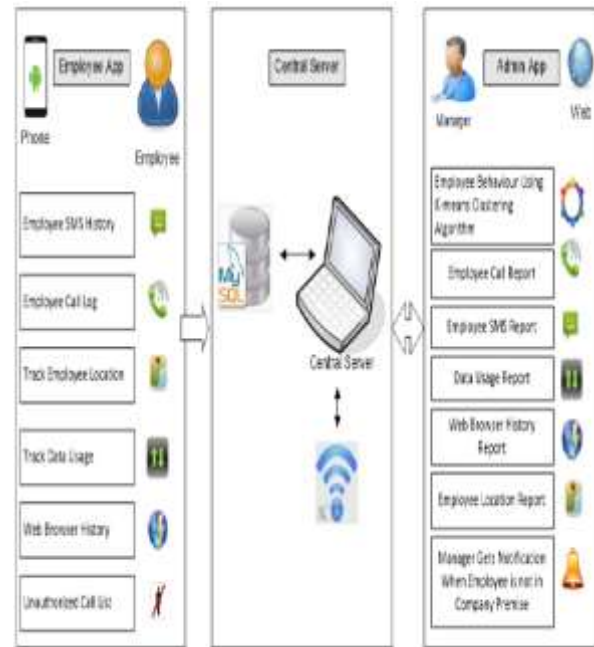 Employee App
Phone
Employee
Employee SMS History
Employee Call Log
Track Employee Location
Track Data Usage
Web Browser History
Unauthorized Call List
Central Server
MySQL
Central Server
Admin App
Manager
Web
Employee Behaviour Using
K-means Clustering
Algorithm
Employee Call Report
Employee SMS Report
Data Usage Report
Web Browser History
Report
Employee Location Report
Manager Gets Notification
When Employee is not in
Company Premise